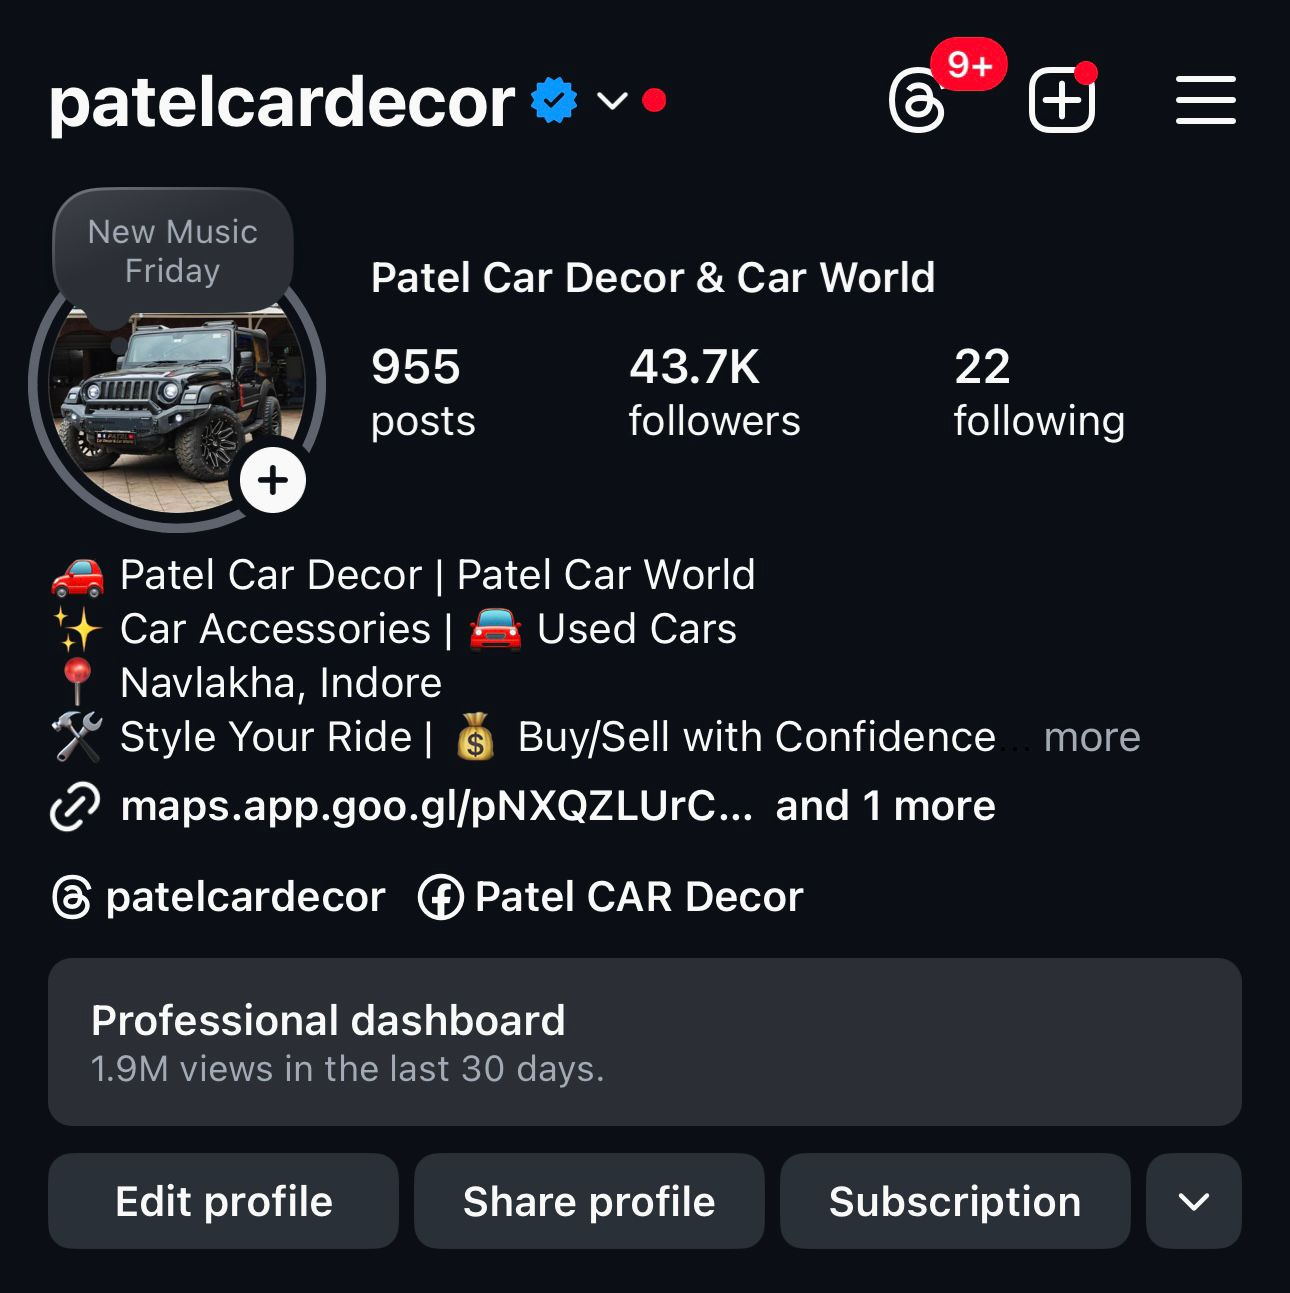 patelcardecor
9+
New Music
Friday
Patel Car Decor & Car World
955 43.7K 22
posts followers following
🚗 Patel Car Decor | Patel Car World
✨ Car Accessories | 🚘 Used Cars
📍 Navlakha, Indore
🛠️ Style Your Ride | 💰 Buy/Sell with Confidence... more
maps.app.goo.gl/pNXQZLUrC... and 1 more
patelcardecor Patel CAR Decor
Professional dashboard
1.9M views in the last 30 days.
Edit profile Share profile Subscription